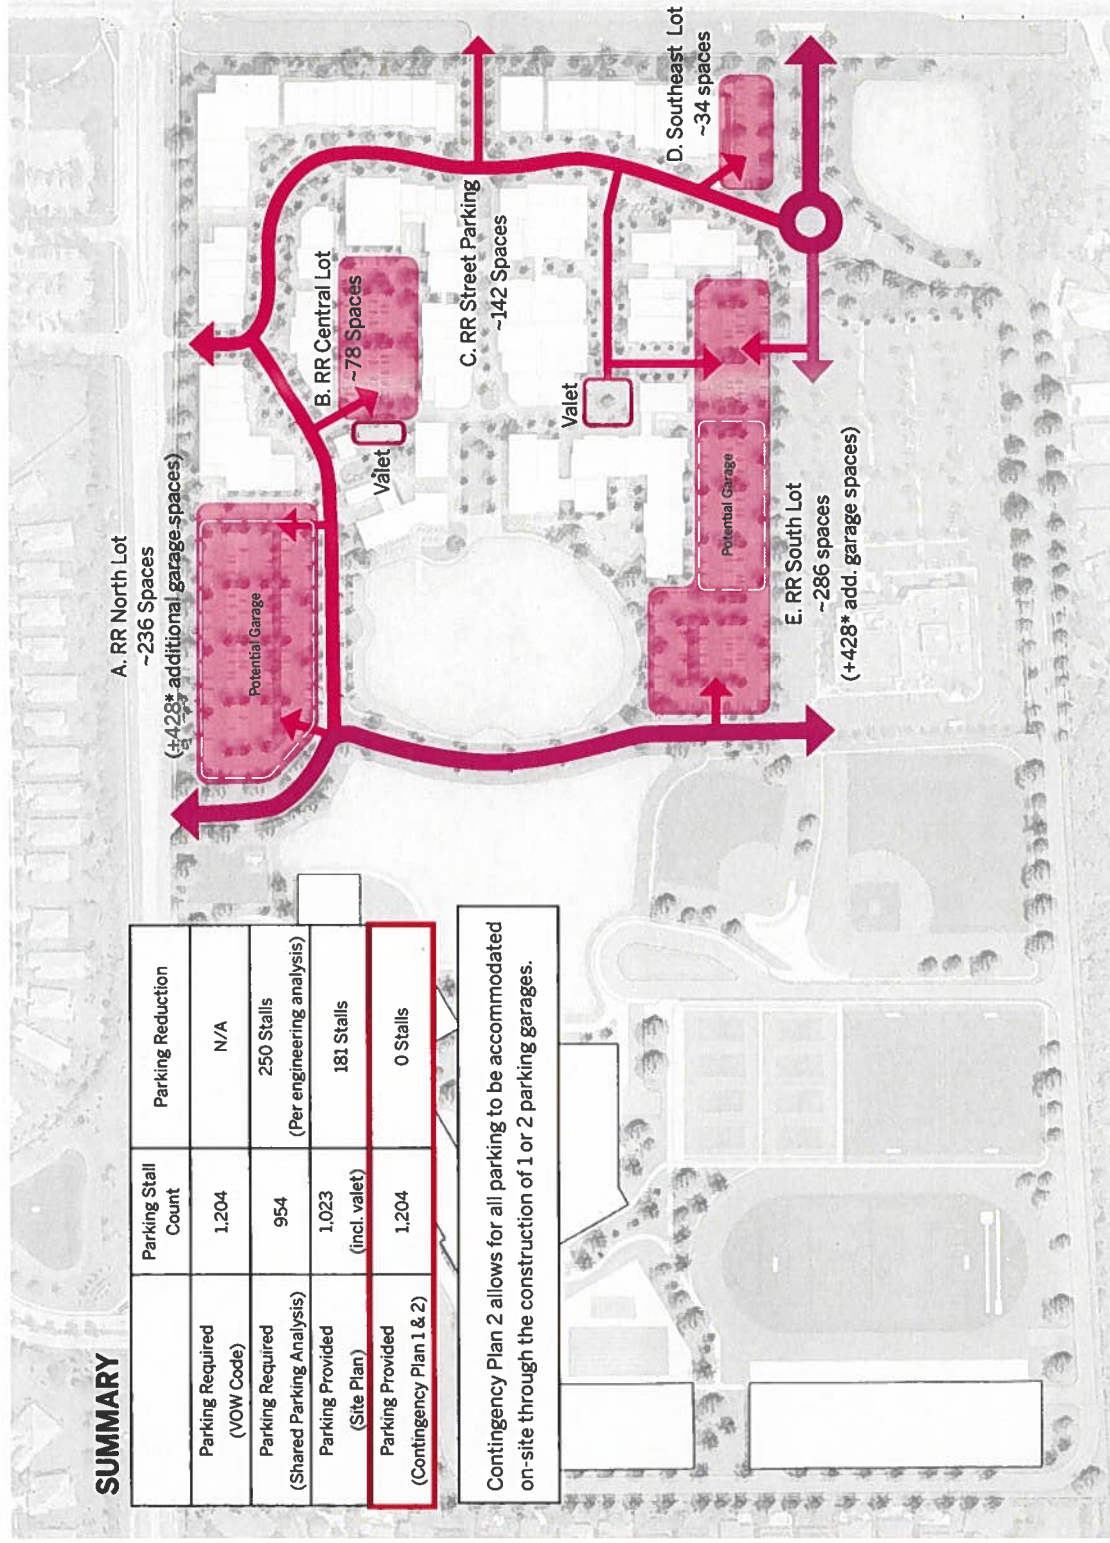 SUMMARY
Parking Stall
Count
Parking Reduction
Parking Required
(VOW Code)
1,204
N/A
Parking Required
(Shared Parking Analysis)
954
250 Stalls
(Per engineering analysis)
Parking Provided
(Site Plan)
1,023
(incl. valet)
181 Stalls
Parking Provided
(Contingency Plan 1 & 2)
1,204
0 Stalls
Contingency Plan 2 allows for all parking to be accommodated
on-site through the construction of 1 or 2 parking garages.
A. RR North Lot
~236 Spaces
(+428* additional garage spaces)
Potential Garage
B. RR Central Lot
~78 Spaces
Valet
C. RR Street Parking
~142 Spaces
Valet
D. Southeast Lot
~34 spaces
Potential Garage
E. RR South Lot
~286 spaces
(+428* add. garage spaces)